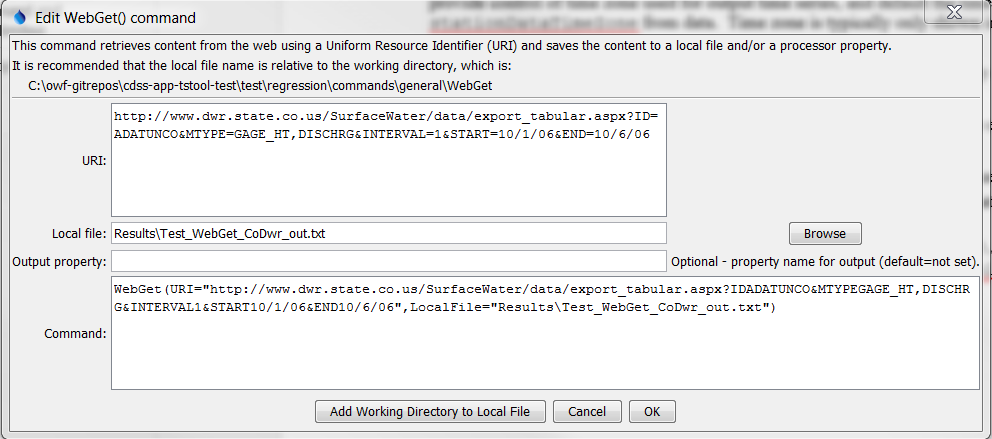 Edit WebGet() command
This command retrieves content from the web using a Uniform Resource Identifier (URI) and saves the content to a local file and/or a processor property.
It is recommended that the local file name is relative to the working directory, which is:
C:\owf-gitrepos\cdss-app-tstool-test\test\regression\commands\general\WebGet
http://www.dwr.state.co.us/SurfaceWater/data/export_tabular.aspx?ID=
ADATUNCO&MTYPE=GAGE_HT,DISCHRG&INTERVAL=1&START=10/1/06&END=10/6/06
URI:
Local file: Results\Test_WebGet_CoDwr_out.txt Browse
Output property: Optional - property name for output (default=not set).
WebGet(URI="http://www.dwr.state.co.us/SurfaceWater/data/export_tabular.aspx?IDADATUNCO&MTYPEGAGE_HT,DISCHR
G&INTERVAL1&START10/1/06&END10/6/06",LocalFile="Results\Test_WebGet_CoDwr_out.txt")
Command:
Add Working Directory to Local File Cancel OK